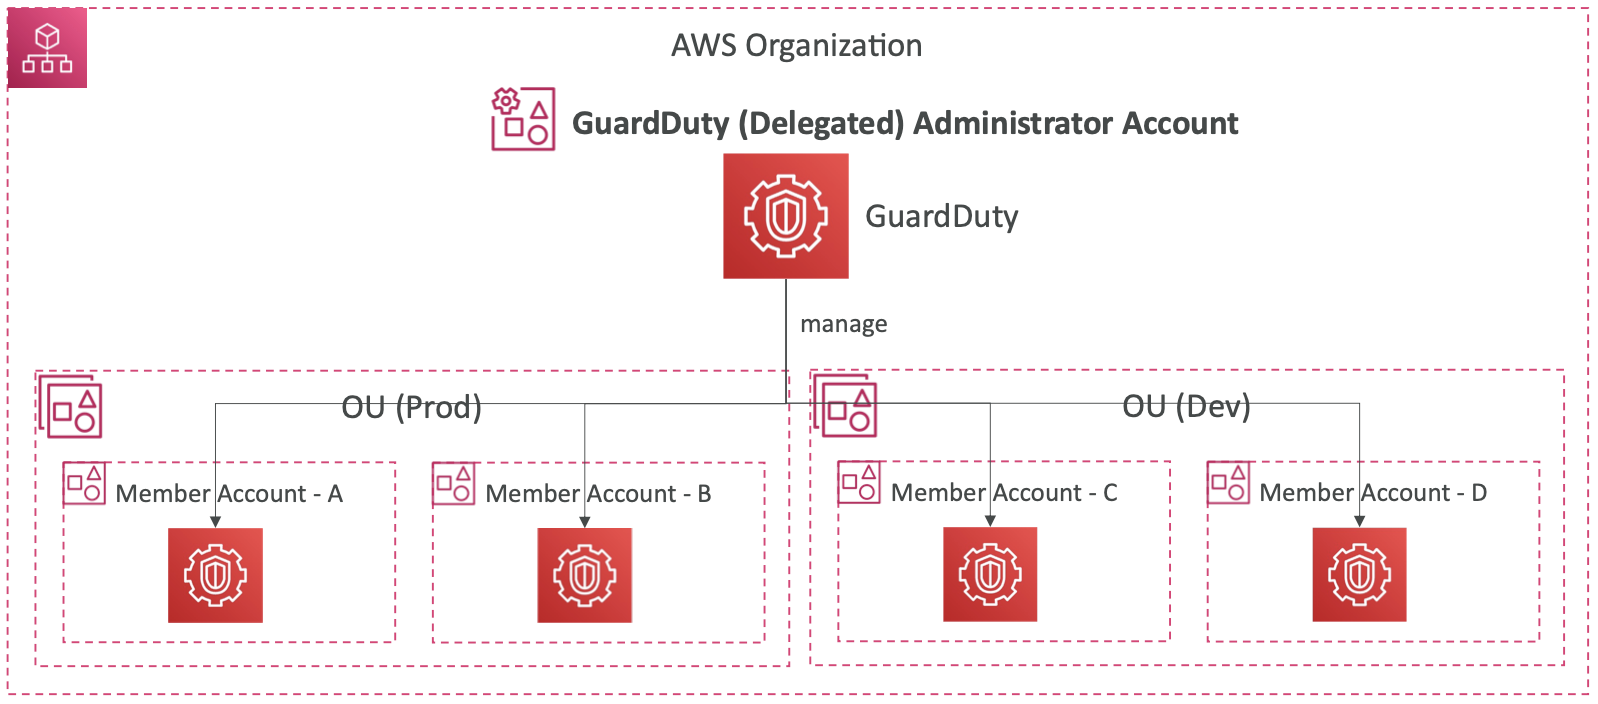 AWS Organization
GuardDuty (Delegated) Administrator Account
GuardDuty
manage
OU (Prod)
OU (Dev)
Member Account - A
Member Account - B
Member Account - C
Member Account - D